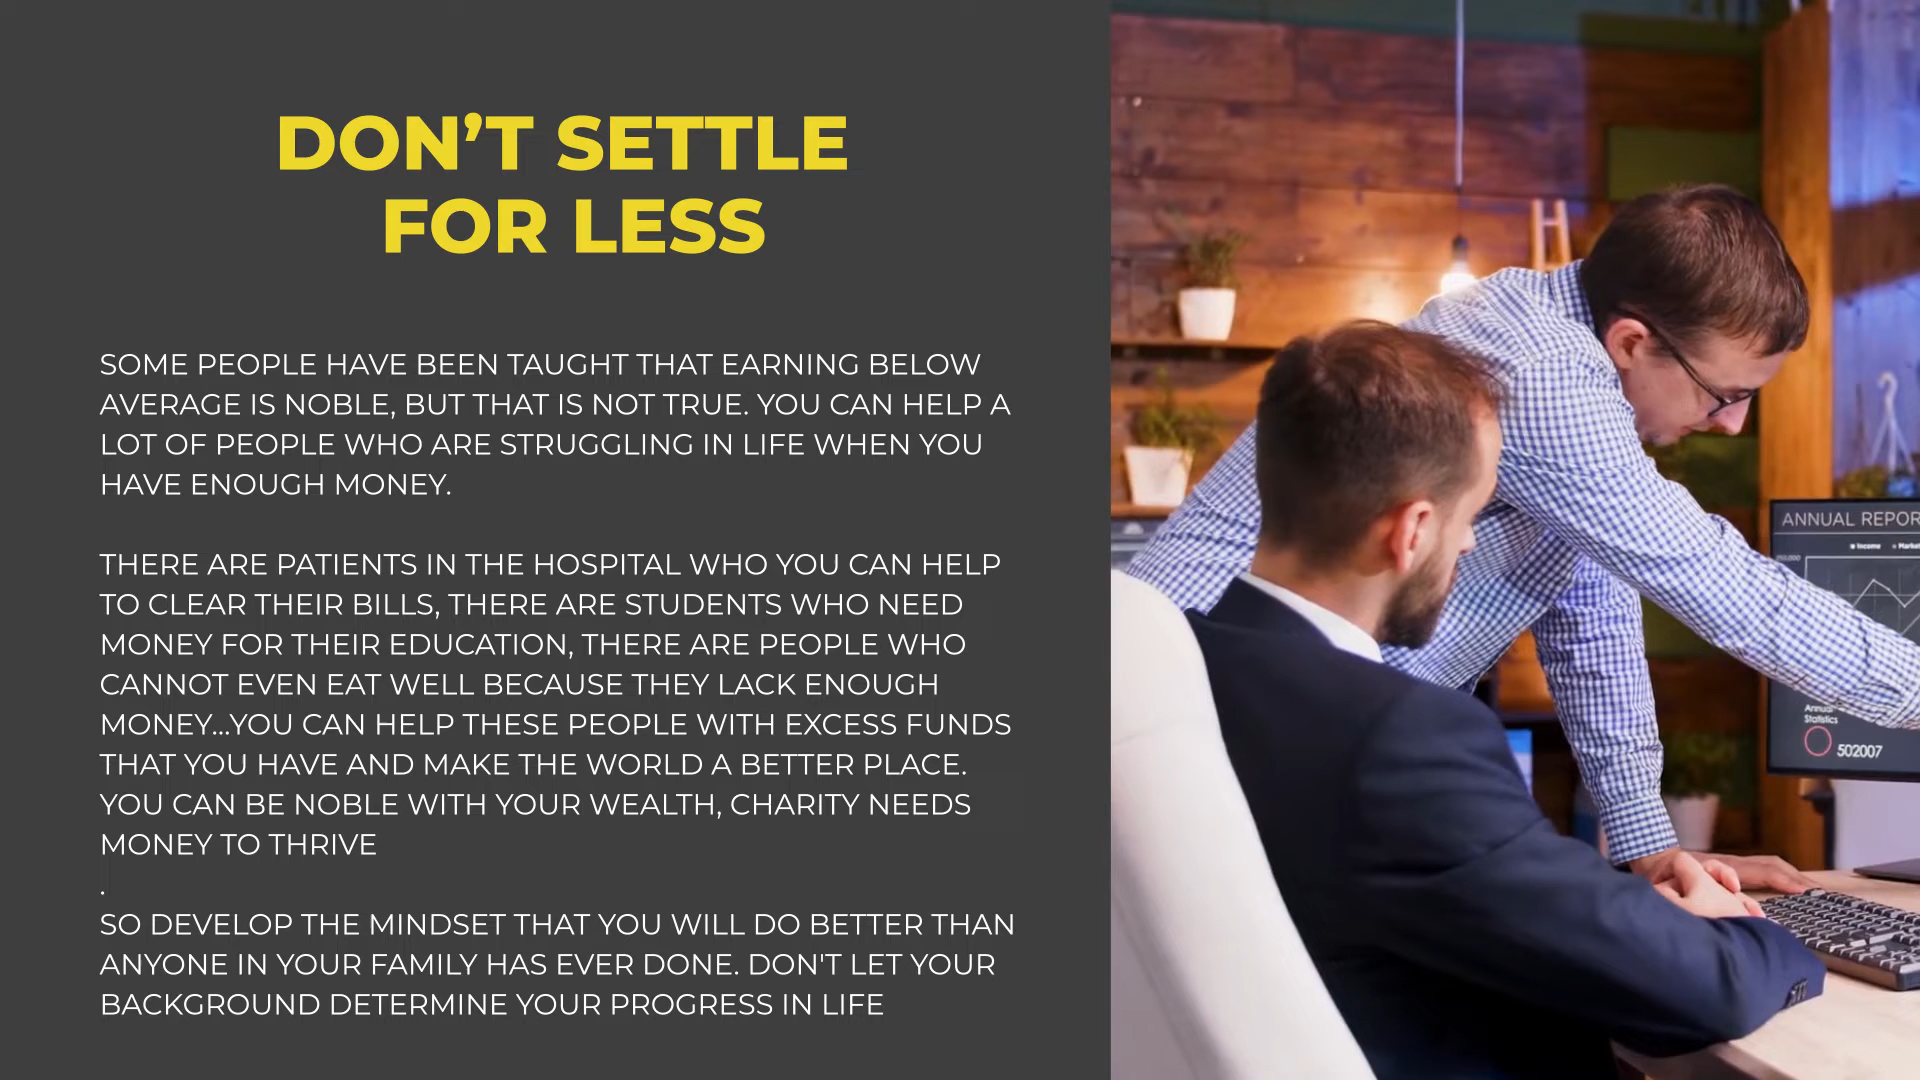 DON’T SETTLE
FOR LESS
SOME PEOPLE HAVE BEEN TAUGHT THAT EARNING BELOW
AVERAGE IS NOBLE, BUT THAT IS NOT TRUE. YOU CAN HELP A
LOT OF PEOPLE WHO ARE STRUGGLING IN LIFE WHEN YOU
HAVE ENOUGH MONEY.
THERE ARE PATIENTS IN THE HOSPITAL WHO YOU CAN HELP
TO CLEAR THEIR BILLS, THERE ARE STUDENTS WHO NEED
MONEY FOR THEIR EDUCATION, THERE ARE PEOPLE WHO
CANNOT EVEN EAT WELL BECAUSE THEY LACK ENOUGH
MONEY...YOU CAN HELP THESE PEOPLE WITH EXCESS FUNDS
THAT YOU HAVE AND MAKE THE WORLD A BETTER PLACE.
YOU CAN BE NOBLE WITH YOUR WEALTH, CHARITY NEEDS
MONEY TO THRIVE
.
SO DEVELOP THE MINDSET THAT YOU WILL DO BETTER THAN
ANYONE IN YOUR FAMILY HAS EVER DONE. DON'T LET YOUR
BACKGROUND DETERMINE YOUR PROGRESS IN LIFE
ANNUAL REPOR
Income
Statistics
502007